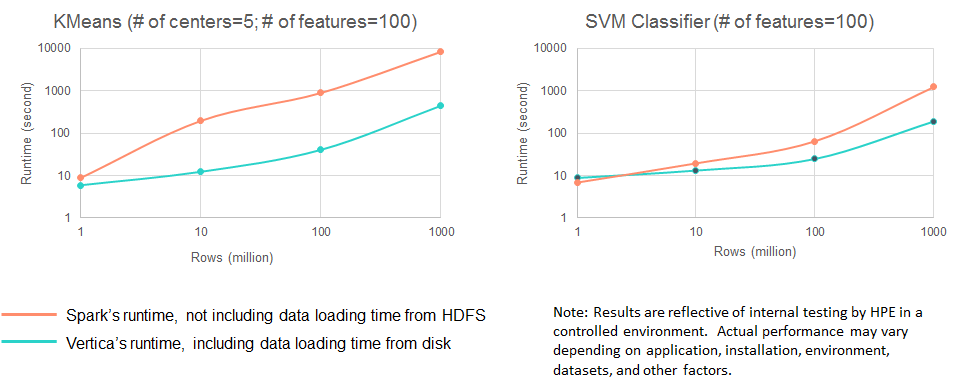 KMeans (# of centers=5; # of features=100)
10000
1000
100
10
1
Runtime (second)
1
10
100
1000
Rows (million)
SVM Classifier (# of features=100)
10000
1000
100
10
1
Runtime (second)
1
10
100
1000
Rows (million)
Spark's runtime, not including data loading time from HDFS
Vertica's runtime, including data loading time from disk
Note: Results are reflective of internal testing by HPE in a
controlled environment. Actual performance may vary
depending on application, installation, environment,
datasets, and other factors.